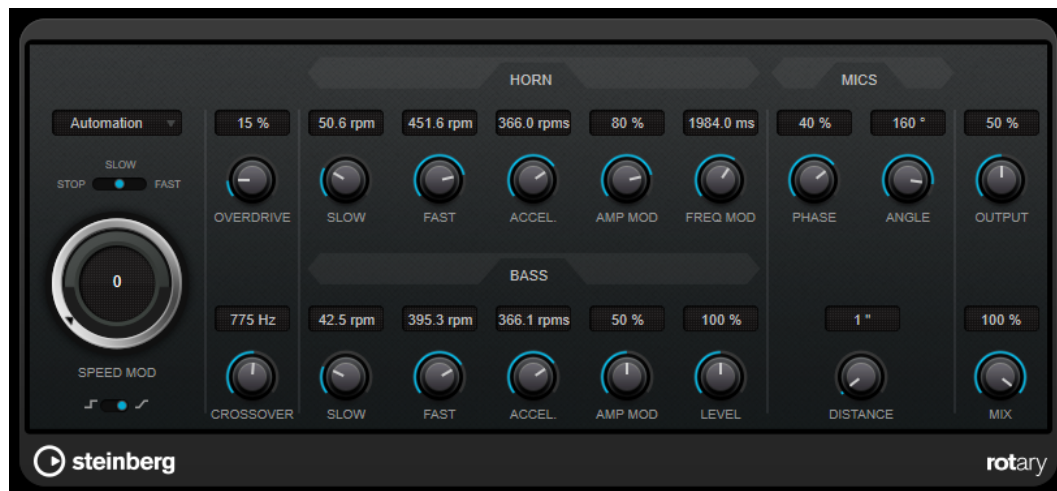 HORN
MICS
Automation
15 %
50.6 rpm
451.6 rpm
366.0 rpms
80 %
1984.0 ms
40 %
160 °
50 %
SLOW
STOP
FAST
OVERDRIVE
SLOW
FAST
ACCEL.
AMP MOD
FREQ MOD
PHASE
ANGLE
OUTPUT
BASS
0
775 Hz
42.5 rpm
395.3 rpm
366.1 rpms
50 %
100 %
1 "
100 %
SPEED MOD
CROSSOVER
SLOW
FAST
ACCEL.
AMP MOD
LEVEL
DISTANCE
MIX
steinberg
rotary